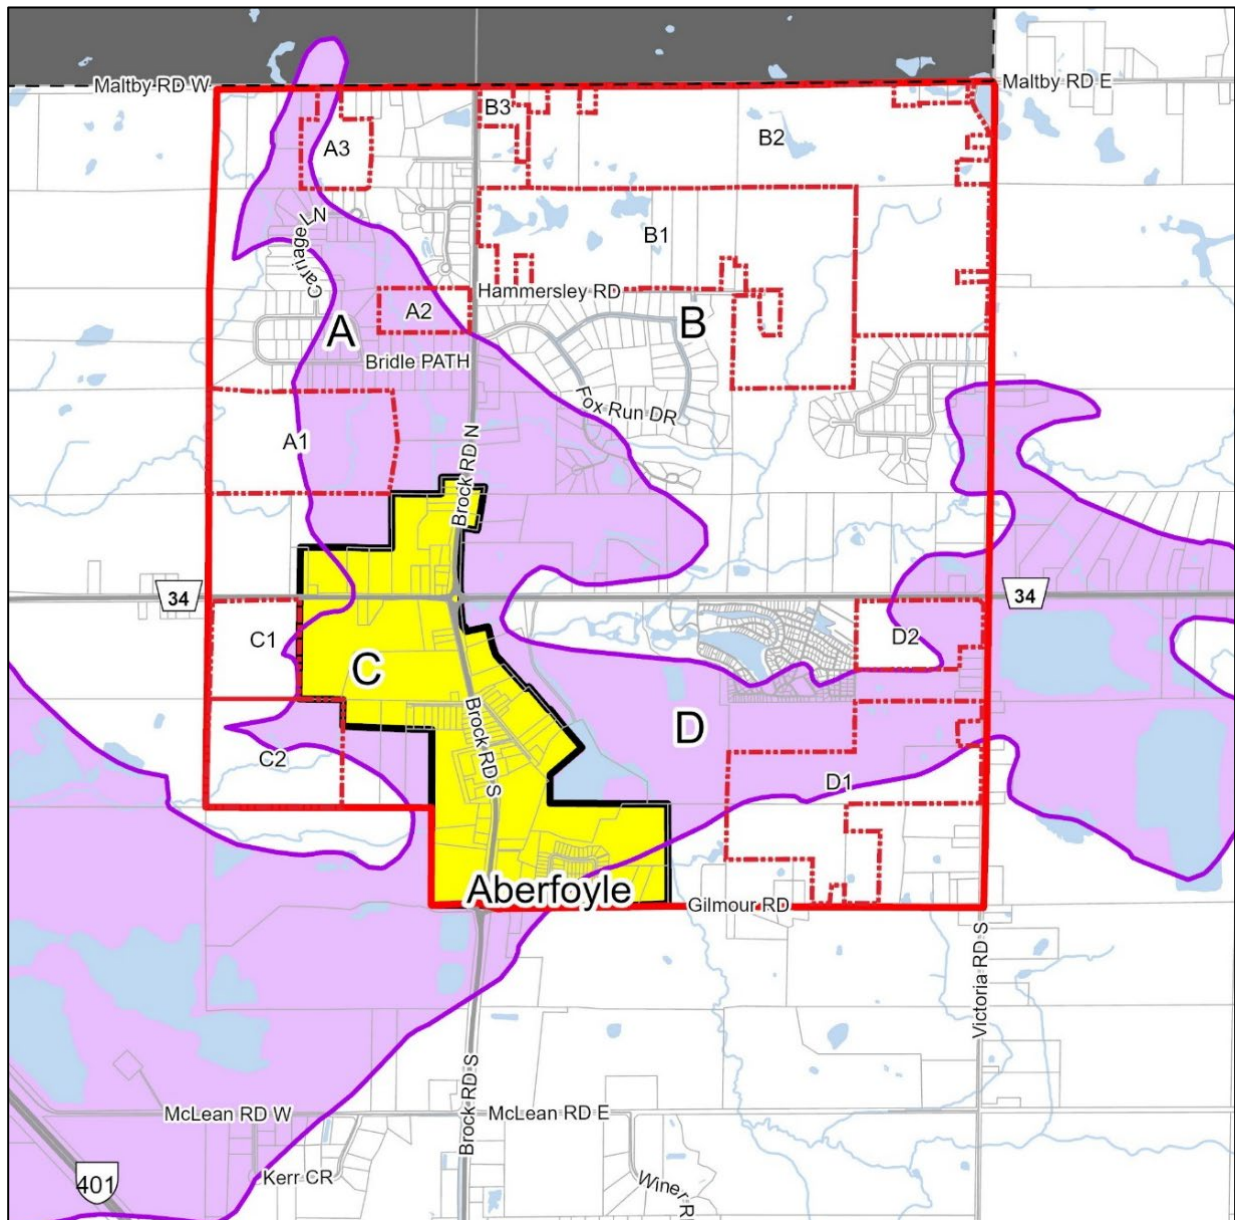 Maltby RD W
Maltby RD E
B3
B2
A3
Carriage LN
B1
Hammersley RD
A2
A
B
Bridle PATH
Fox Run DR
A1
Brock RD N
34
34
C1
D2
C
D
Brock RD S
C2
D1
Aberfoyle
Gilmour RD
Victoria RD S
Brock RD S
McLean RD W
McLean RD E
Kerr CR
401